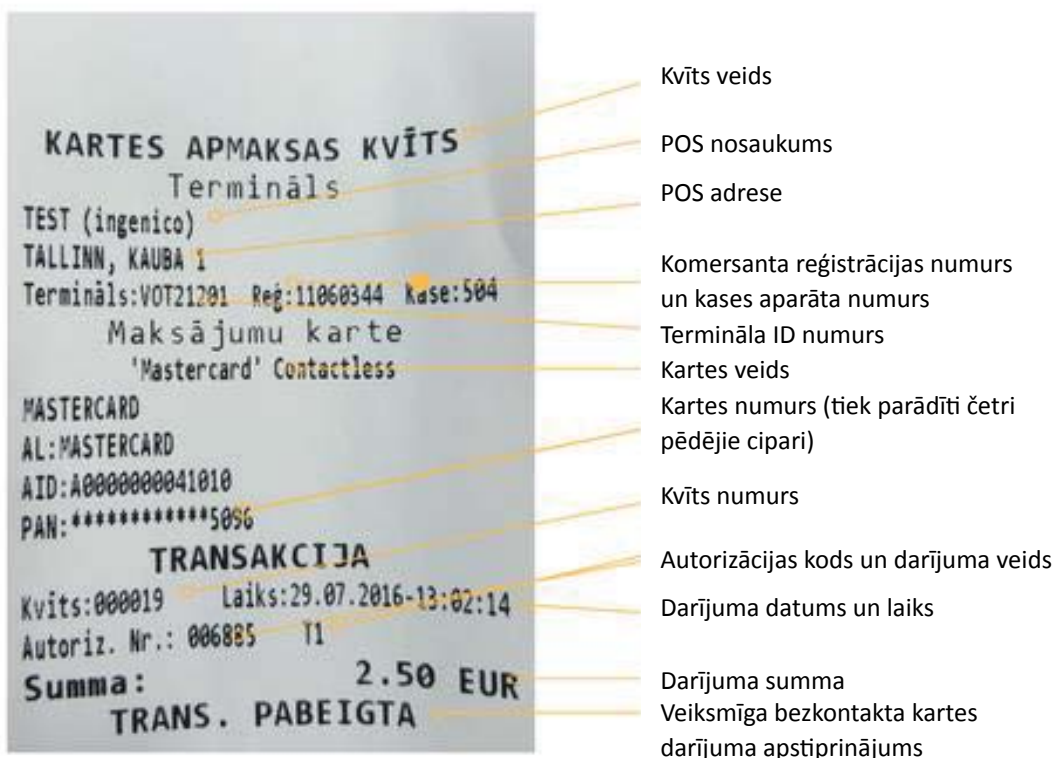 KARTES APMAKSAS KVĪTS
Termināls
TEST (ingenico)
TALLINN, KAUBA 1
Termināls:VOT21201 Reģ:11060344 Kase:504
Maksājumu karte
'Mastercard' Contactless
MASTERCARD
AL:MASTERCARD
AID:A0000000041010
PAN:************5096
TRANSAKCIJA
Kvīts:000019 Laiks:29.07.2016-13:02:14
Autoriz. Nr.: 006885 T1
Summa: 2.50 EUR
TRANS. PABEIGTA
Kvīts veids
POS nosaukums
POS adrese
Komersanta reģistrācijas numurs
un kases aparāta numurs
Termināla ID numurs
Kartes veids
Kartes numurs (tiek parādīti četri
pēdējie cipari)
Kvīts numurs
Autorizācijas kods un darījuma veids
Darījuma datums un laiks
Darījuma summa
Veiksmīga bezkontakta kartes
darījuma apstiprinājums